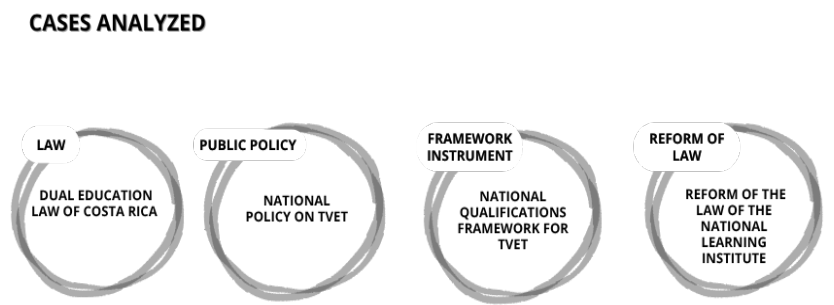 CASES ANALYZED
LAW
DUAL EDUCATION
LAW OF COSTA RICA
PUBLIC POLICY
NATIONAL
POLICY ON TVET
FRAMEWORK
INSTRUMENT
NATIONAL
QUALIFICATIONS
FRAMEWORK FOR
TVET
REFORM OF
LAW
REFORM OF THE
LAW OF THE
NATIONAL
LEARNING
INSTITUTE